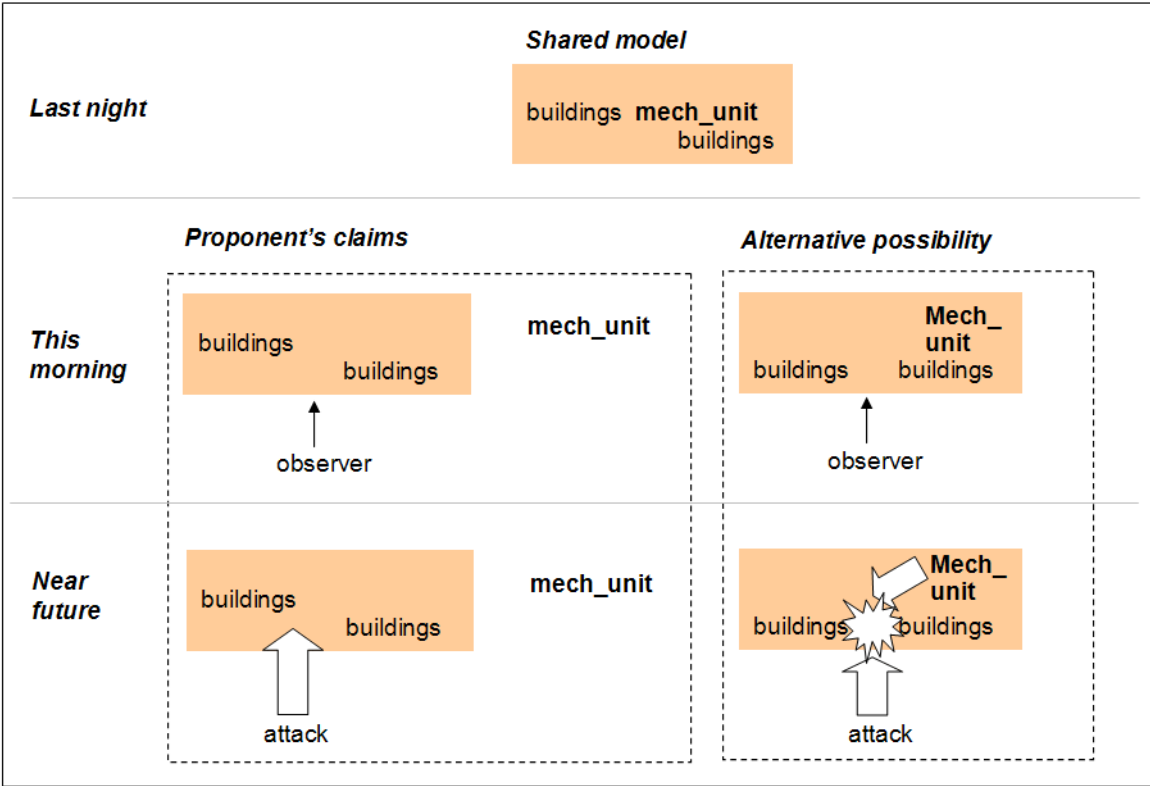 Shared model
Last night
buildings mech_unit
buildings
Proponent's claims
Alternative possibility
This
morning
buildings
buildings
mech_unit
observer
Mech_
unit
buildings buildings
observer
Near
future
buildings
buildings
mech_unit
attack
Mech_
unit
buildings buildings
attack